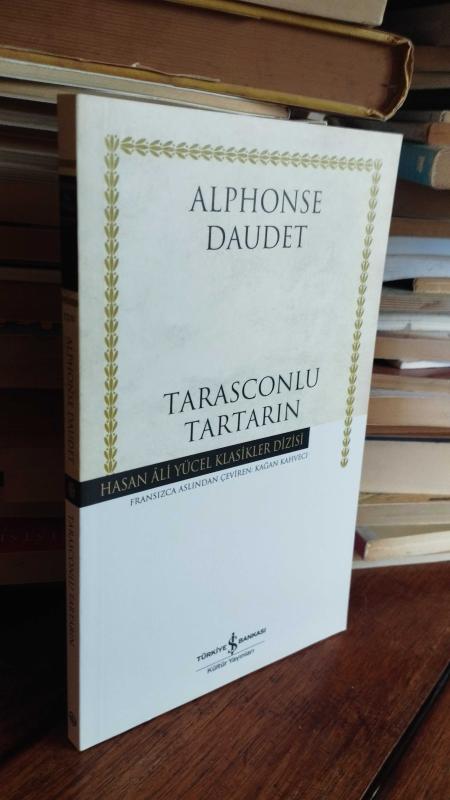 ALPHONSE
DAUDET
TARASCONLU
TARTARIN
HASAN ÂLİ YÜCEL KLASİKLER DİZİSİ
FRANSIZCA ASLINDAN ÇEVİREN: KAĞAN KAHVECİ
TÜRKİYE İŞ BANKASI
Kültür Yayınları
ALPHONSE DAUDET
TARASCONLU TARTARIN